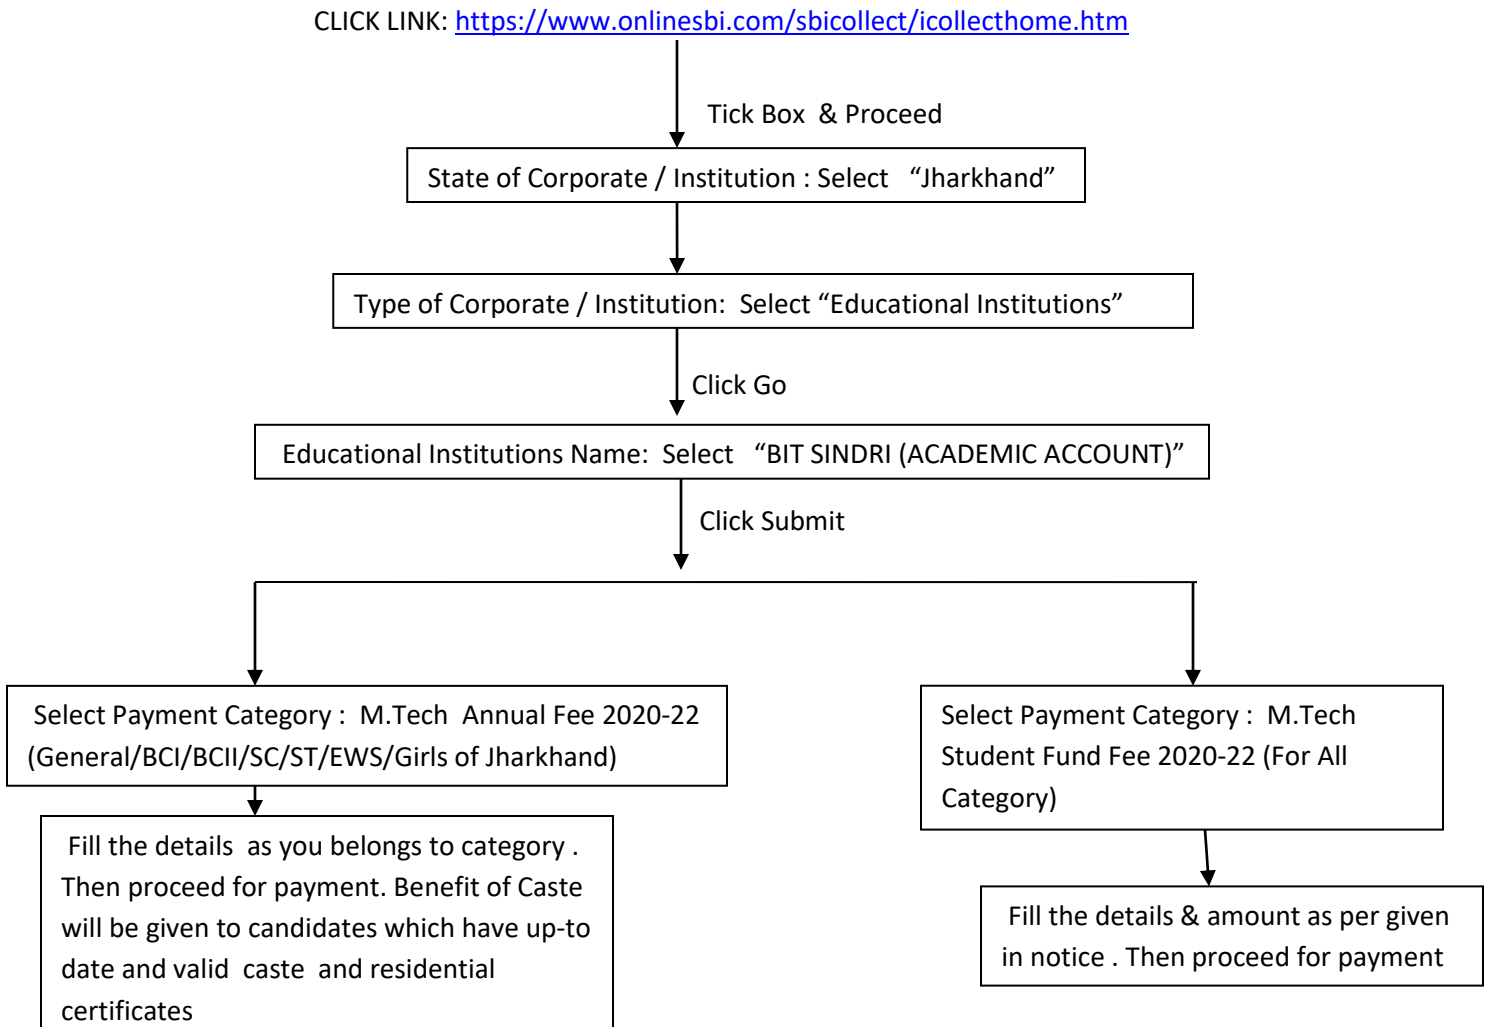 CLICK LINK: https://www.onlinesbi.com/sbicollect/icollecthome.htm
Tick Box & Proceed
State of Corporate / Institution : Select “Jharkhand”
Type of Corporate / Institution: Select “Educational Institutions”
Click Go
Educational Institutions Name: Select “BIT SINDRI (ACADEMIC ACCOUNT)”
Click Submit
Select Payment Category : M.Tech Annual Fee 2020-22
(General/BCI/BCII/SC/ST/EWS/Girls of Jharkhand)
Fill the details as you belongs to category .
Then proceed for payment. Benefit of Caste
will be given to candidates which have up-to
date and valid caste and residential
certificates
Select Payment Category : M.Tech
Student Fund Fee 2020-22 (For All
Category)
Fill the details & amount as per given
in notice . Then proceed for payment